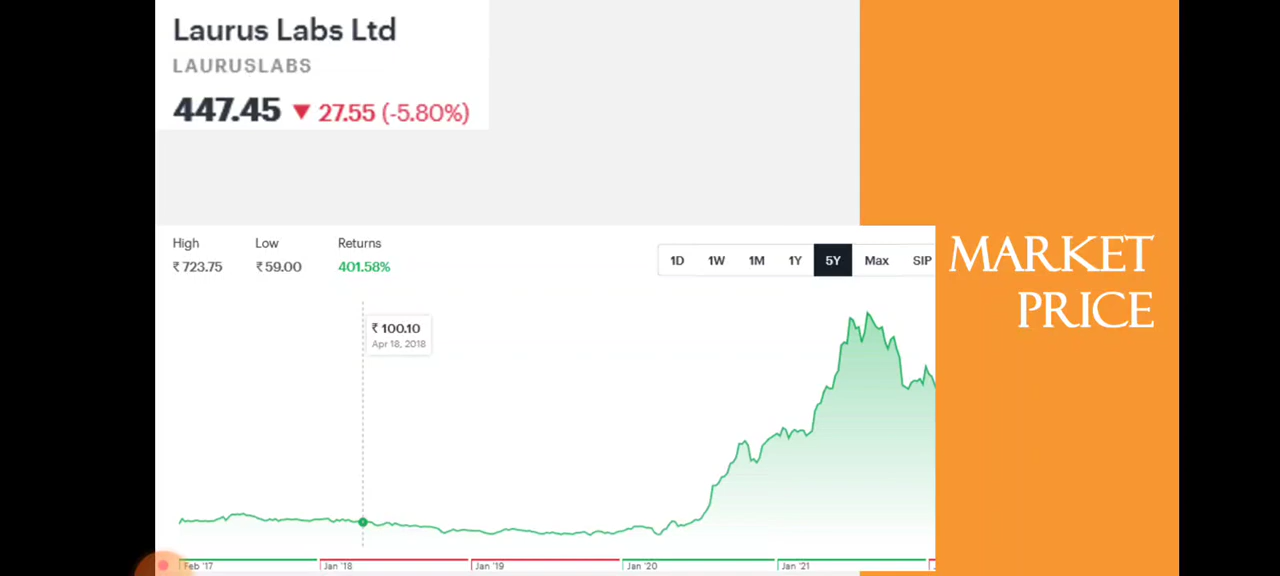 Laurus Labs Ltd
LAURUSLABS
447.45 ▼ 27.55 (-5.80%)
High Low Returns
₹723.75 ₹59.00 401.58%
1D 1W 1M 1Y 5Y Max SIP
MARKET
PRICE
₹ 100.10
Apr 18, 2018
Feb '17 Jan '18 Jan '19 Jan '20 Jan '21